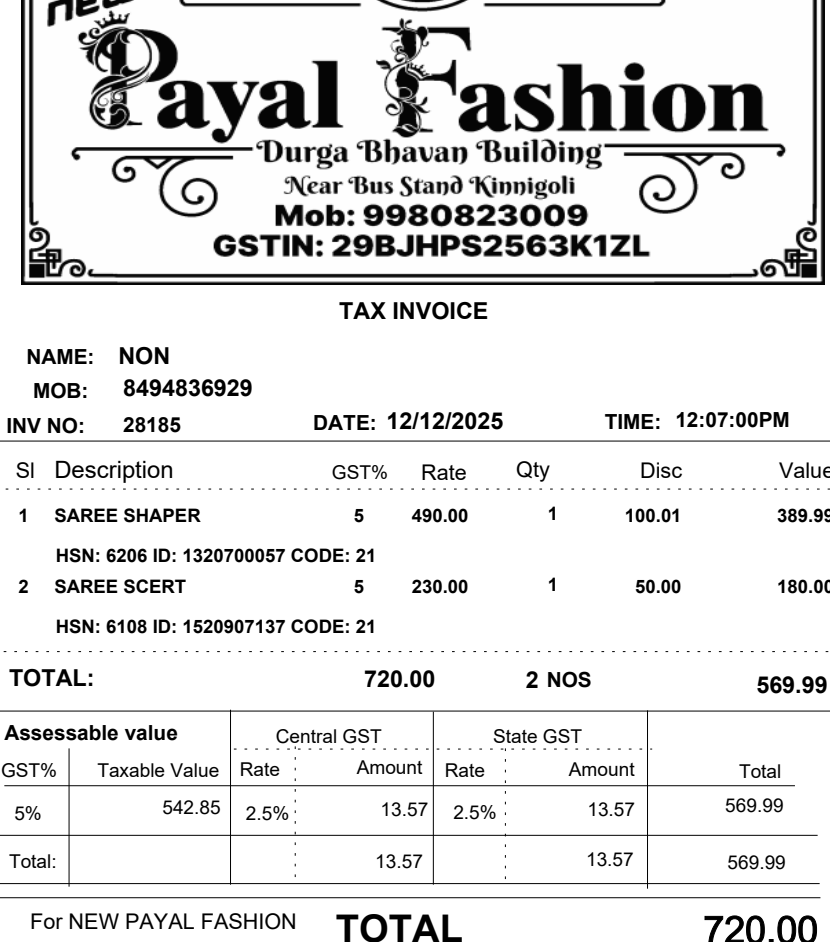 new
Payal Fashion
Durga Bhavan Building
Near Bus Stand Kinnigoli
Mob: 9980823009
GSTIN: 29BJHPS2563K1ZL
TAX INVOICE
NAME: NON
MOB: 8494836929
INV NO: 28185 DATE: 12/12/2025 TIME: 12:07:00PM
Sl Description GST% Rate Qty Disc Value
1 SAREE SHAPER 5 490.00 1 100.01 389.99
HSN: 6206 ID: 1320700057 CODE: 21
2 SAREE SCERT 5 230.00 1 50.00 180.00
HSN: 6108 ID: 1520907137 CODE: 21
TOTAL: 720.00 2 NOS 569.99
Assessable value Central GST State GST
GST% Taxable Value Rate Amount Rate Amount Total
5% 542.85 2.5% 13.57 2.5% 13.57 569.99
Total: 13.57 13.57 569.99
For NEW PAYAL FASHION TOTAL 720.00